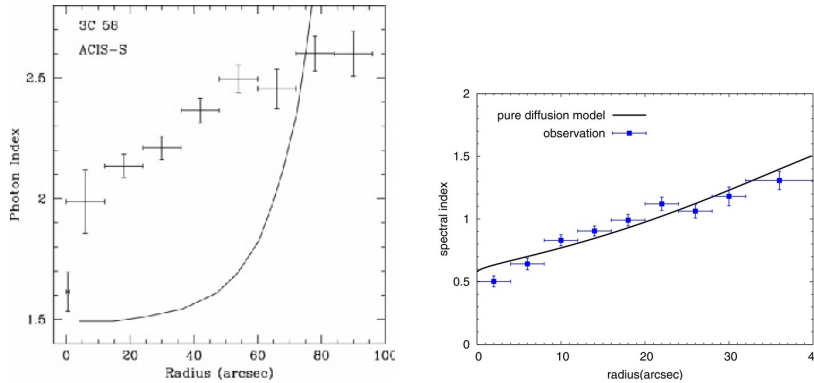 3C 58
ACIS-S
Photon Index
2.5
2
1.5
0
20
40
60
80
100
Radius (arcsec)
pure diffusion model
observation
spectral index
2
1.5
1
0.5
0
0
10
20
30
40
radius(arcsec)